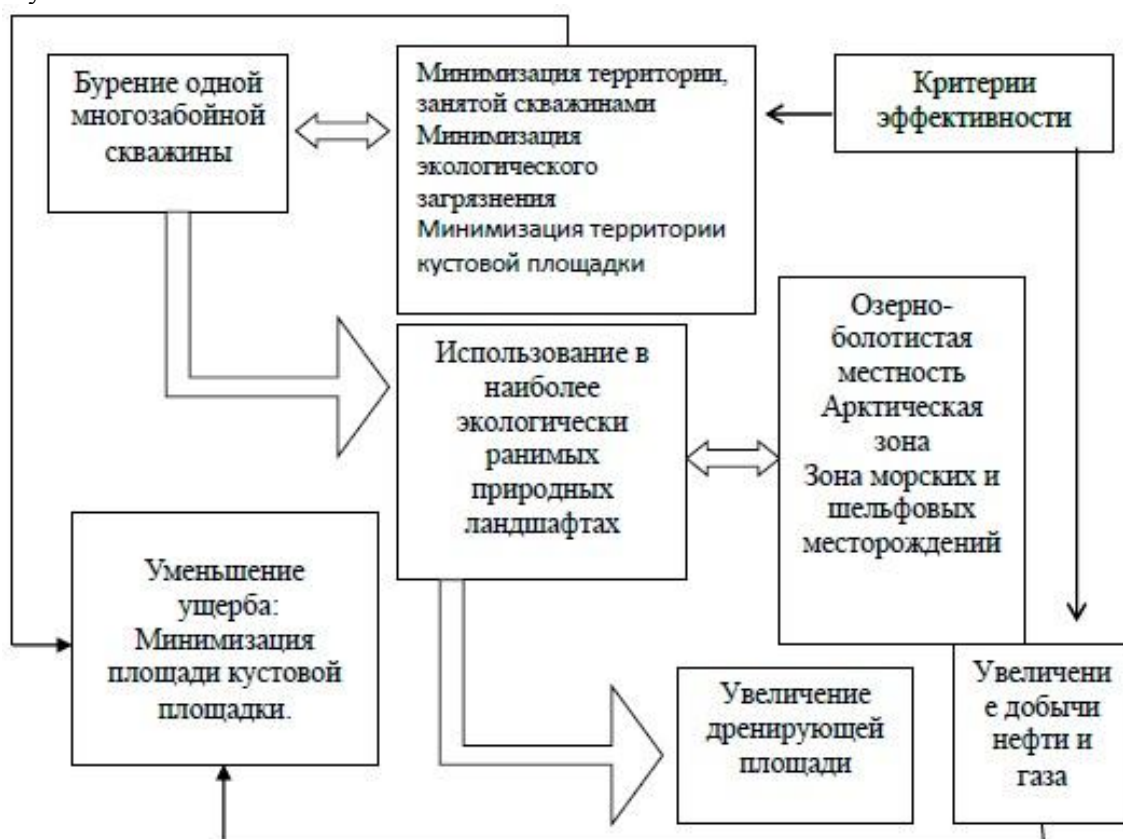 Бурение одной
многозабойной
скважины
Минимизация территории,
занятой скважинами
Минимизация
экологического
загрязнения
Минимизация территории
кустовой площадки
Критерии
эффективности
Использование в
наиболее
экологически
ранимых
природных
ландшафтах
Озерно-
болотистая
местность
Арктическая
зона
Зона морских и
шельфовых
месторождений
Уменьшение
ущерба:
Минимизация
площади кустовой
площадки.
Увеличение
дренирующей
площади
Увеличени
е добычи
нефти и
газа